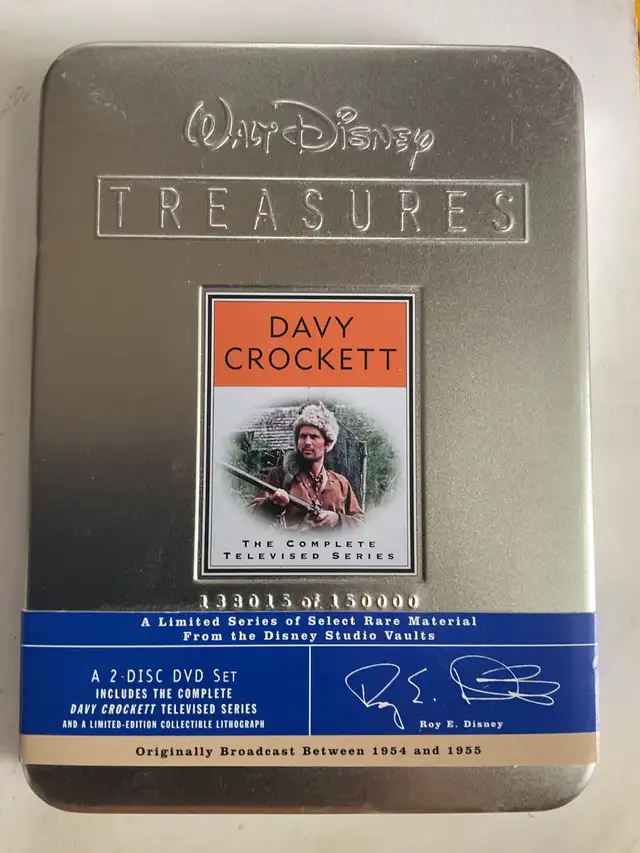 WALT DISNEY
TREASURES
DAVY
CROCKETT
THE COMPLETE
TELEVISED SERIES
133015 of 150000
A Limited Series of Select Rare Material
From the Disney Studio Vaults
A 2-DISC DVD SET
INCLUDES THE COMPLETE
DAVY CROCKETT TELEVISED SERIES
AND A LIMITED-EDITION COLLECTIBLE LITHOGRAPH
Roy E. Disney
Roy E. Disney
Originally Broadcast Between 1954 and 1955